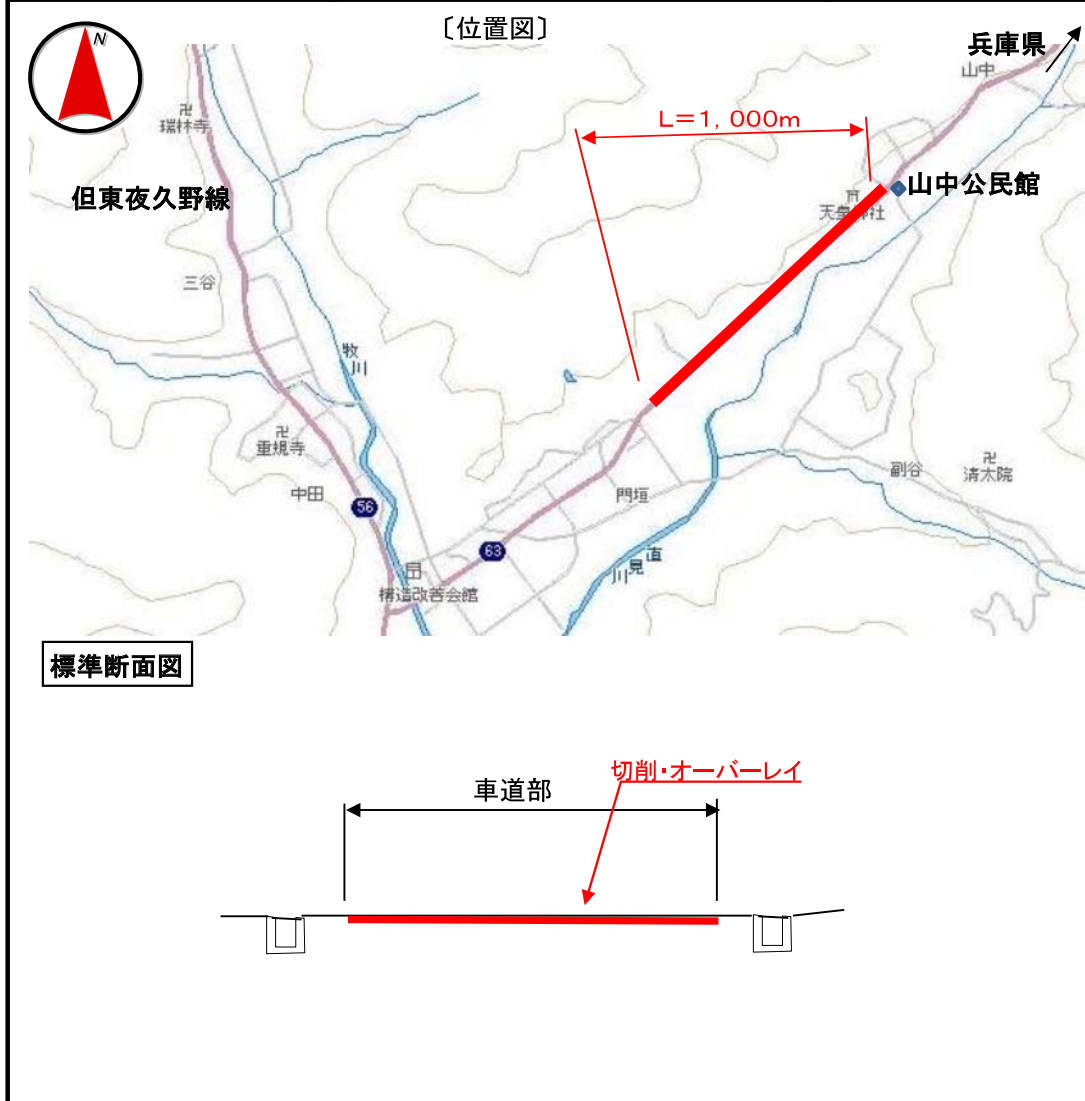 〔位置図〕
N
兵庫県
山中
L=1,000m
瑞林寺
但東夜久野線
山中公民館
天皇神社
三谷
牧川
重規寺
中田
56
門垣
副谷
清太院
63
直見川
構造改善会館
標準断面図
切削・オーバーレイ
車道部